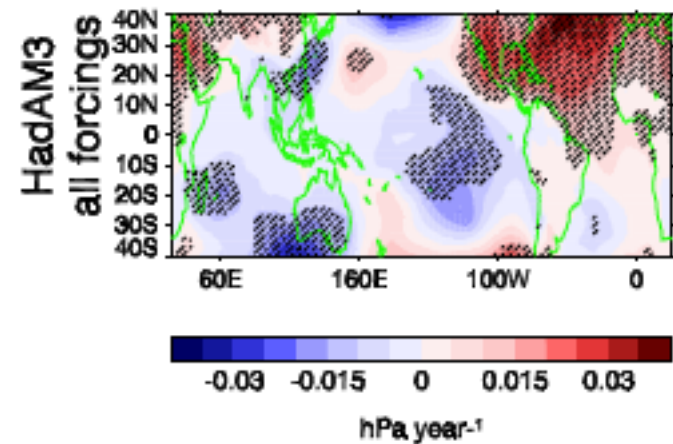 HadAM3
all forcings
40N
30N
20N
10N
0
10S
20S
30S
40S
60E 160E 100W 0
-0.03 -0.015 0 0.015 0.03
hPa year-1